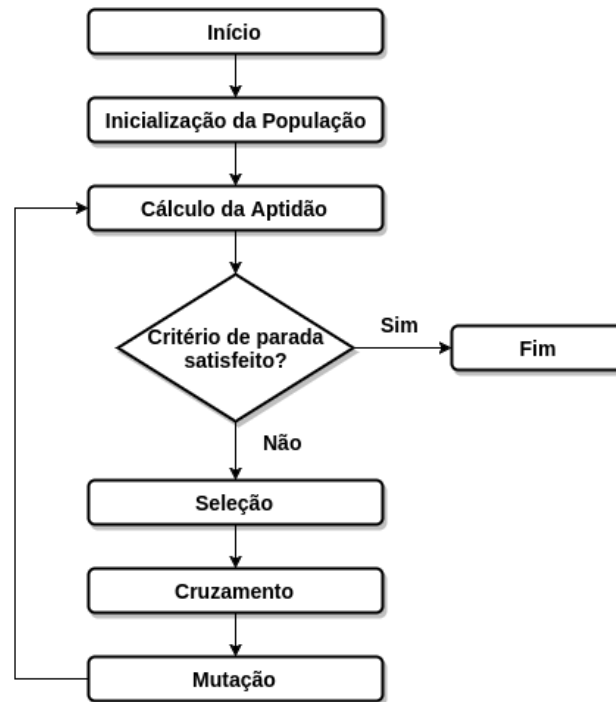 Início
Inicialização da População
Cálculo da Aptidão
Critério de parada
satisfeito?
Sim
Fim
Não
Seleção
Cruzamento
Mutação